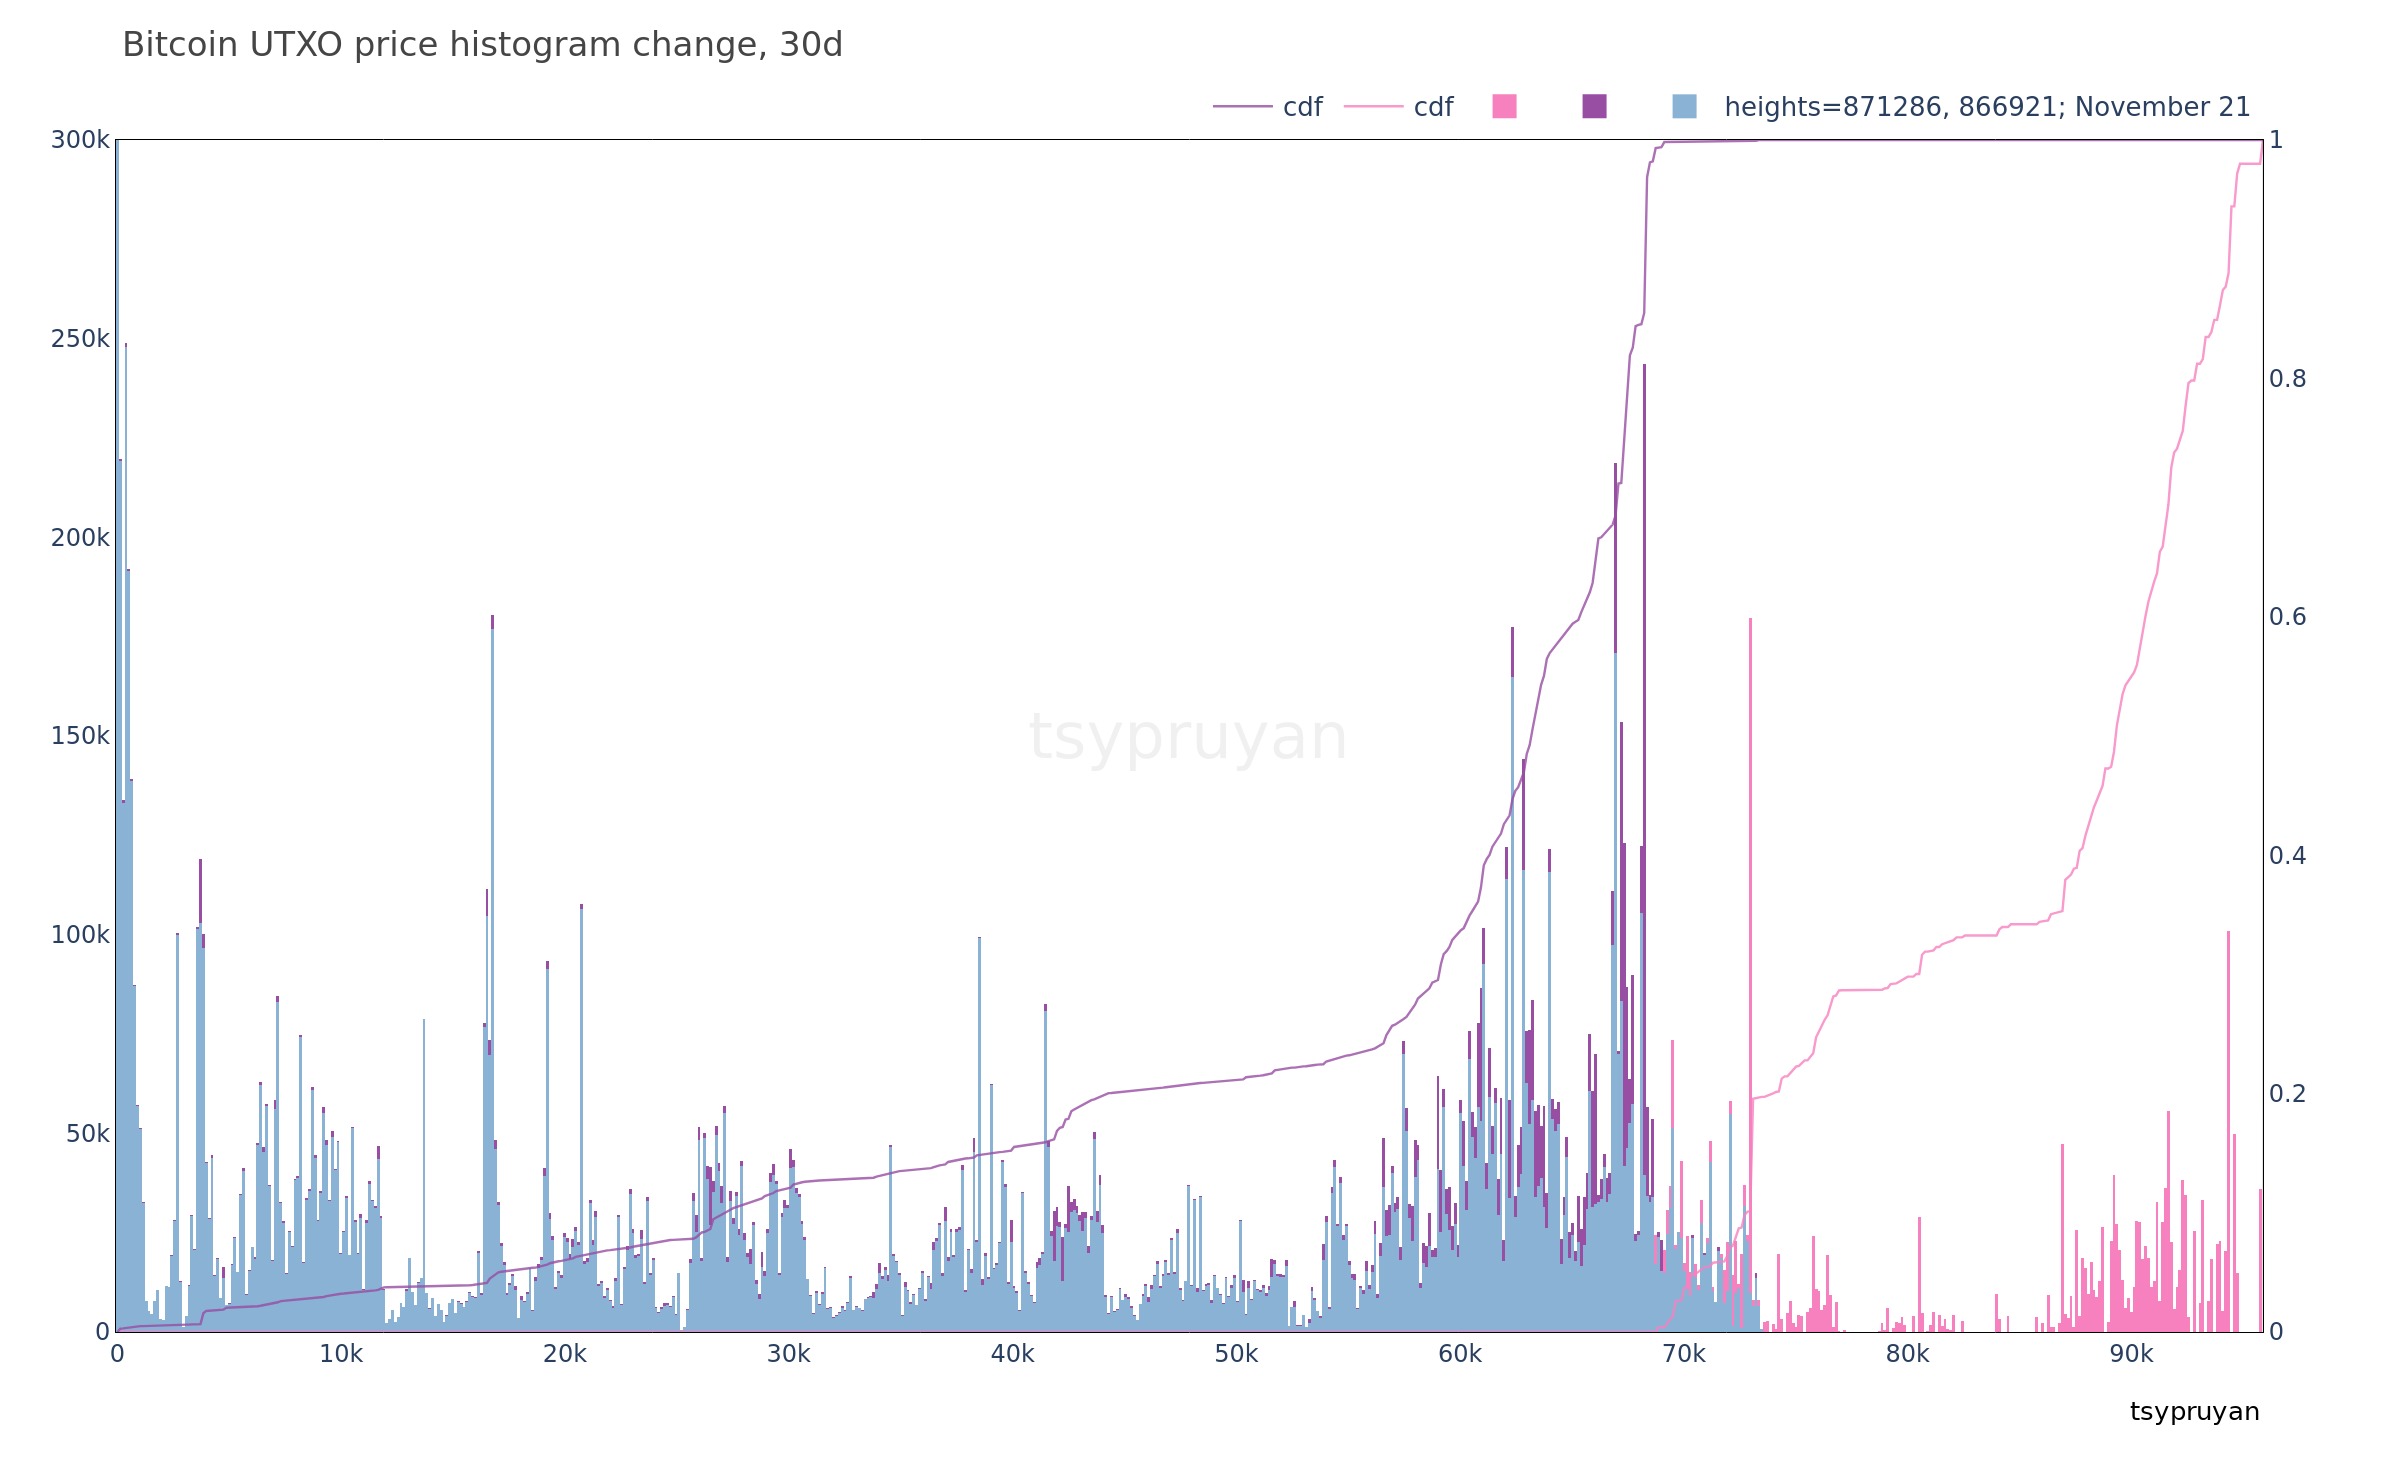 Bitcoin UTXO price histogram change, 30d
cdf cdf heights=871286, 866921; November 21
300k
250k
200k
150k
100k
50k
0
1
0.8
0.6
0.4
0.2
0
tsypruyan
0 10k 20k 30k 40k 50k 60k 70k 80k 90k
tsypruyan